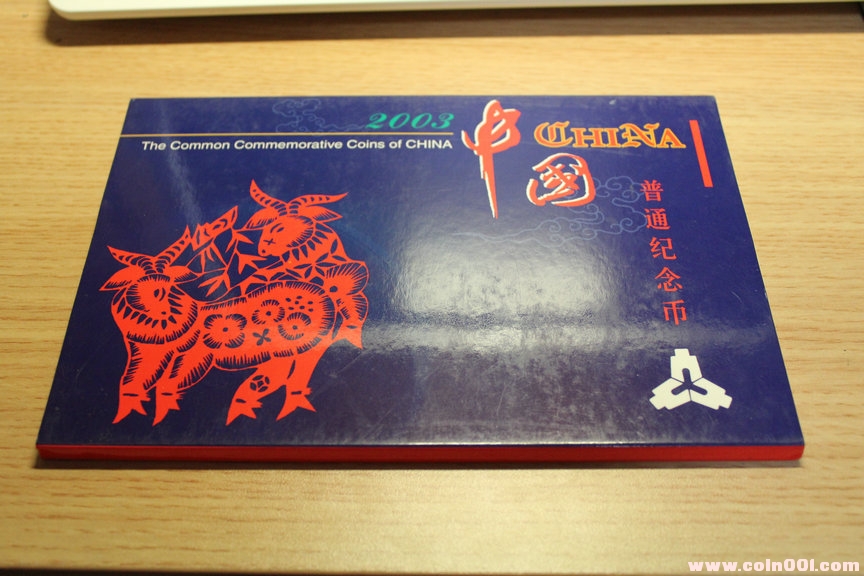 2003
The Common Commemorative Coins of CHINA
中国
CHINA
普通纪念币
www.coin001.com